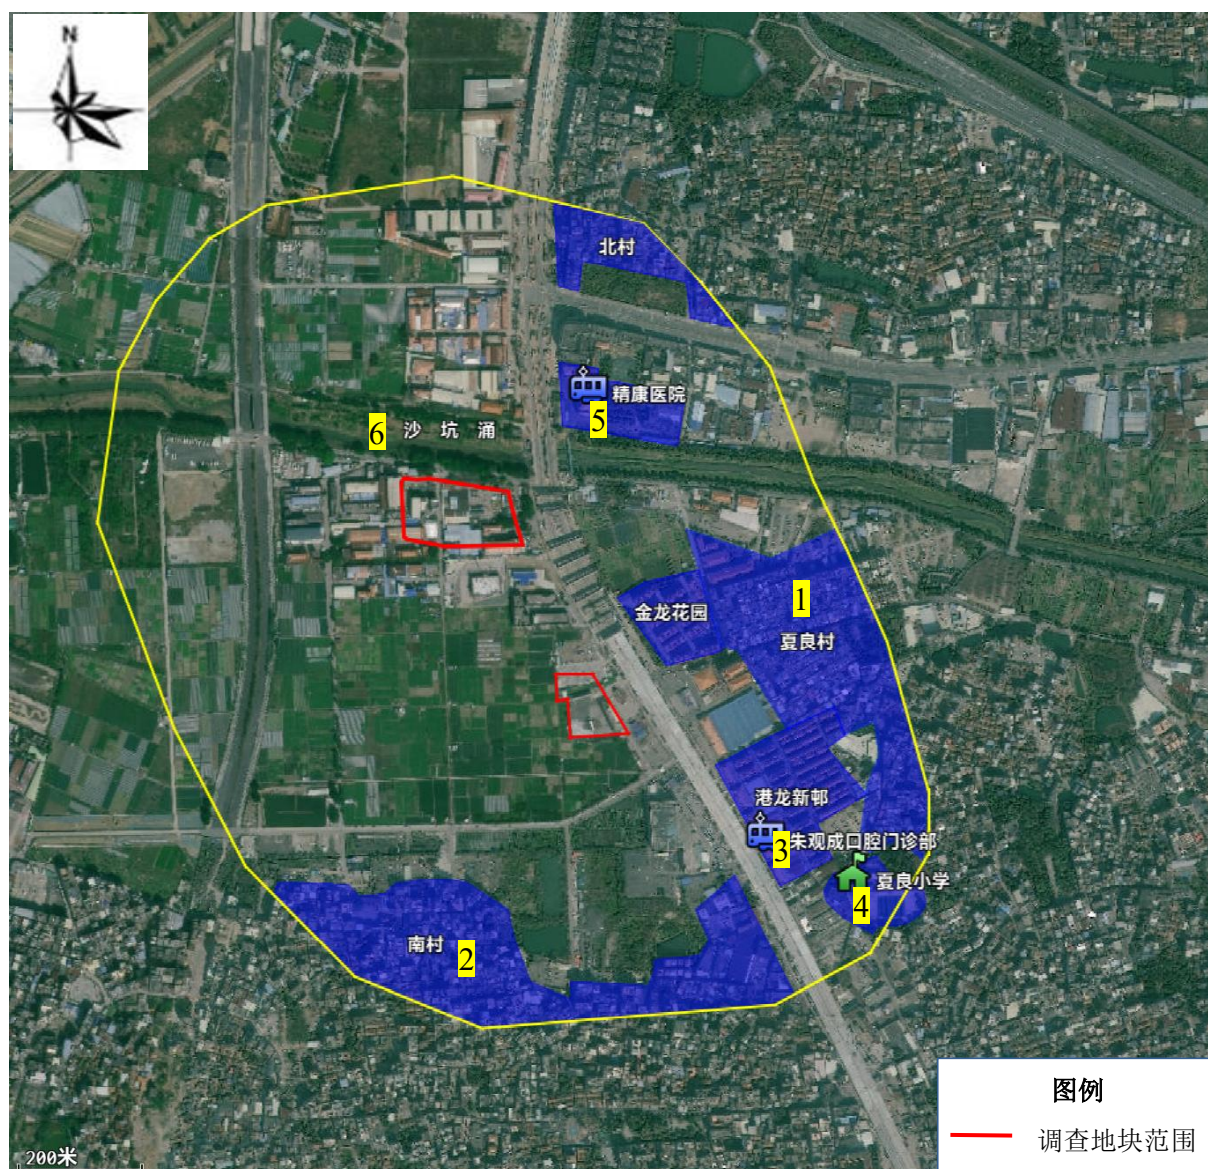 N
北村
精康医院
5
6
沙 坑 涌
1
金龙花园
夏良村
港龙新邨
3
朱观成口腔门诊部
夏良小学
4
南村
2
图例
调查地块范围
200米